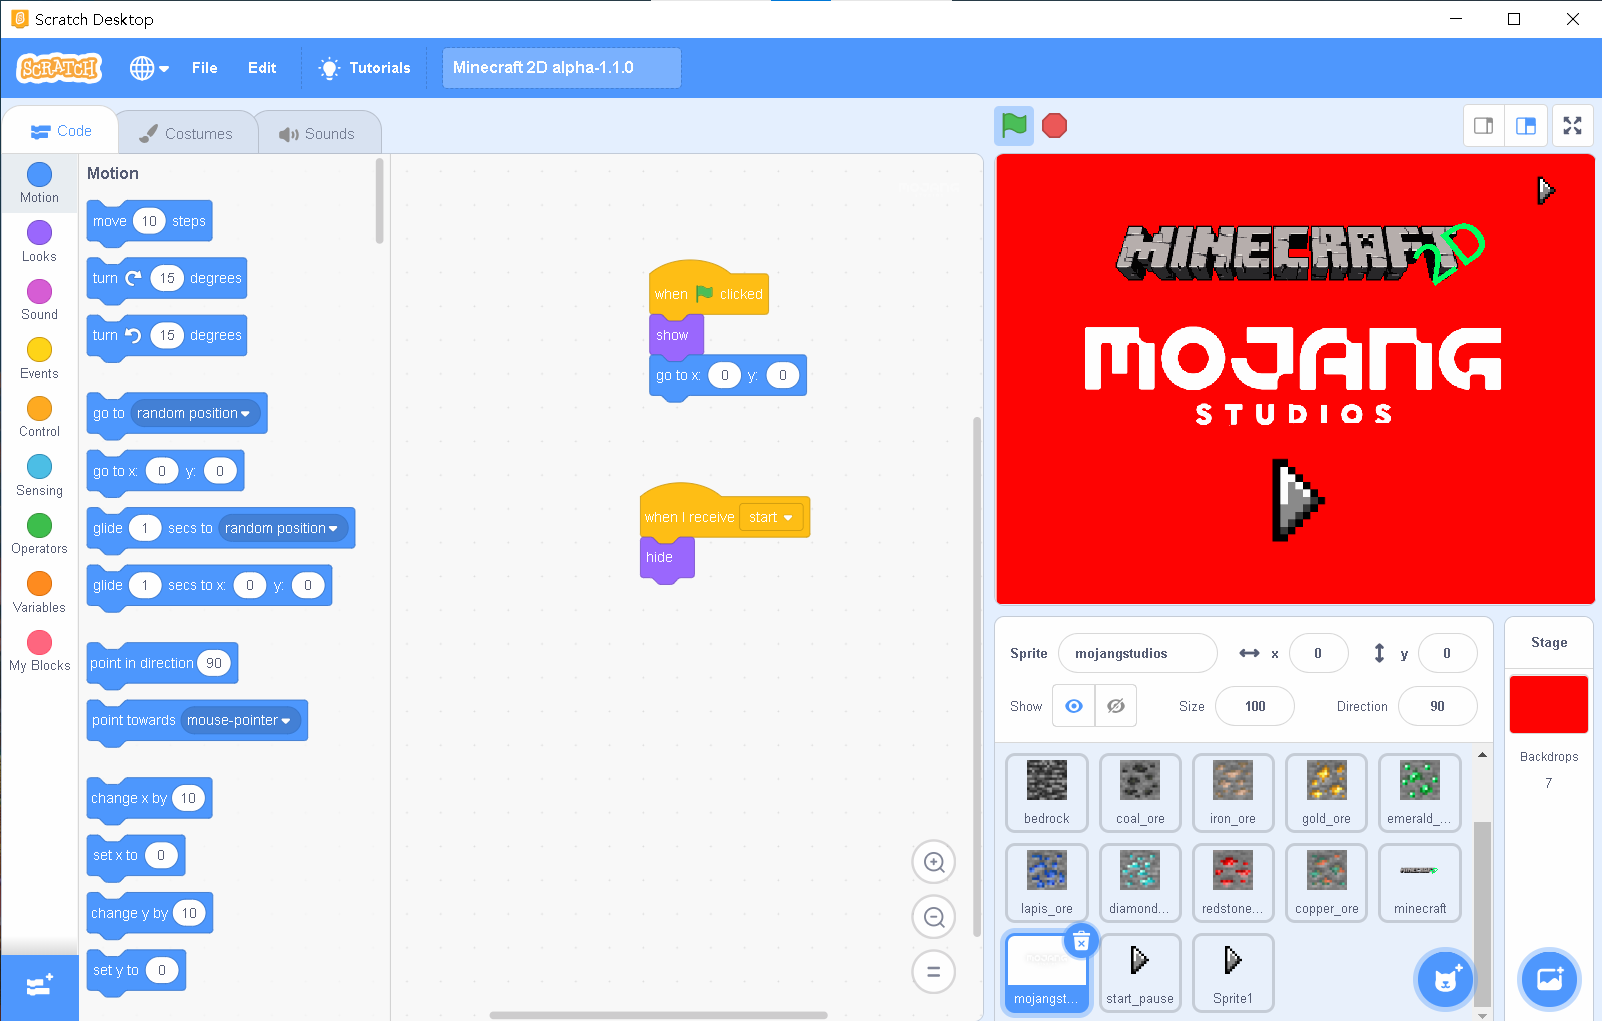 Scratch Desktop
SCRATCH
File
Edit
Tutorials
Minecraft 2D alpha-1.1.0
Code
Costumes
Sounds
Motion
Looks
Sound
Events
Control
Sensing
Operators
Variables
My Blocks
Motion
move 10 steps
turn 15 degrees
turn 15 degrees
go to random position
go to x: 0 y: 0
glide 1 secs to random position
glide 1 secs to x: 0 y: 0
point in direction 90
point towards mouse-pointer
change x by 10
set x to 0
change y by 10
set y to 0
when clicked
show
go to x: 0 y: 0
when I receive start
hide
MINECRAFT 2D
MOJANG
STUDIOS
Sprite mojangstudios x 0 y 0
Show Size 100 Direction 90
bedrock
coal_ore
iron_ore
gold_ore
emerald_...
lapis_ore
diamond...
redstone...
copper_ore
minecraft
mojangst...
start_pause
Sprite1
Stage
Backdrops
7